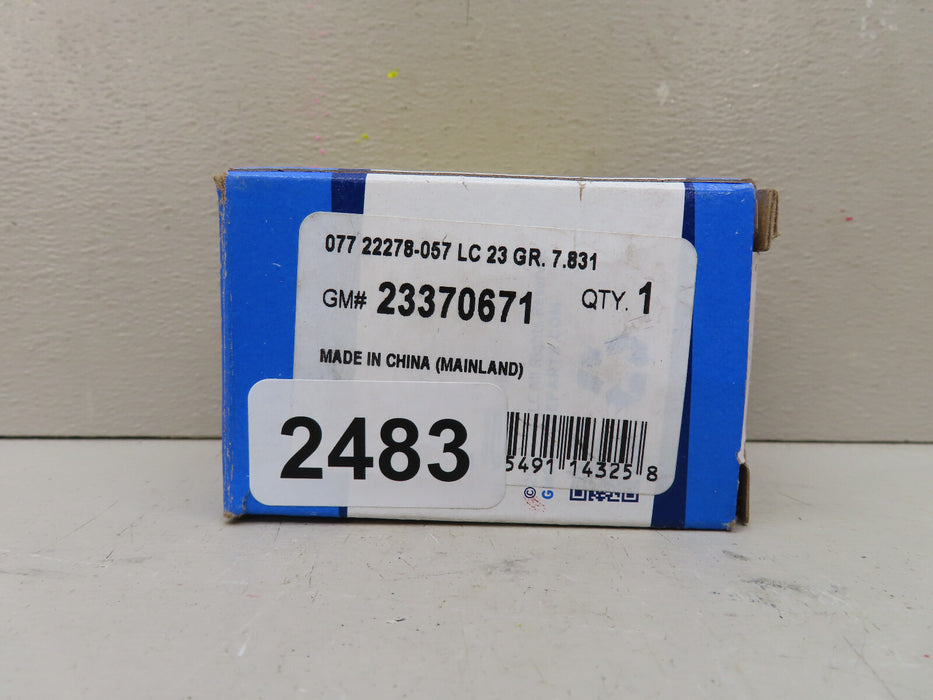 077 22278-057 LC 23 GR. 7.831
GM# 23370671 QTY. 1
MADE IN CHINA (MAINLAND)
2483
5491 14325 8
© G